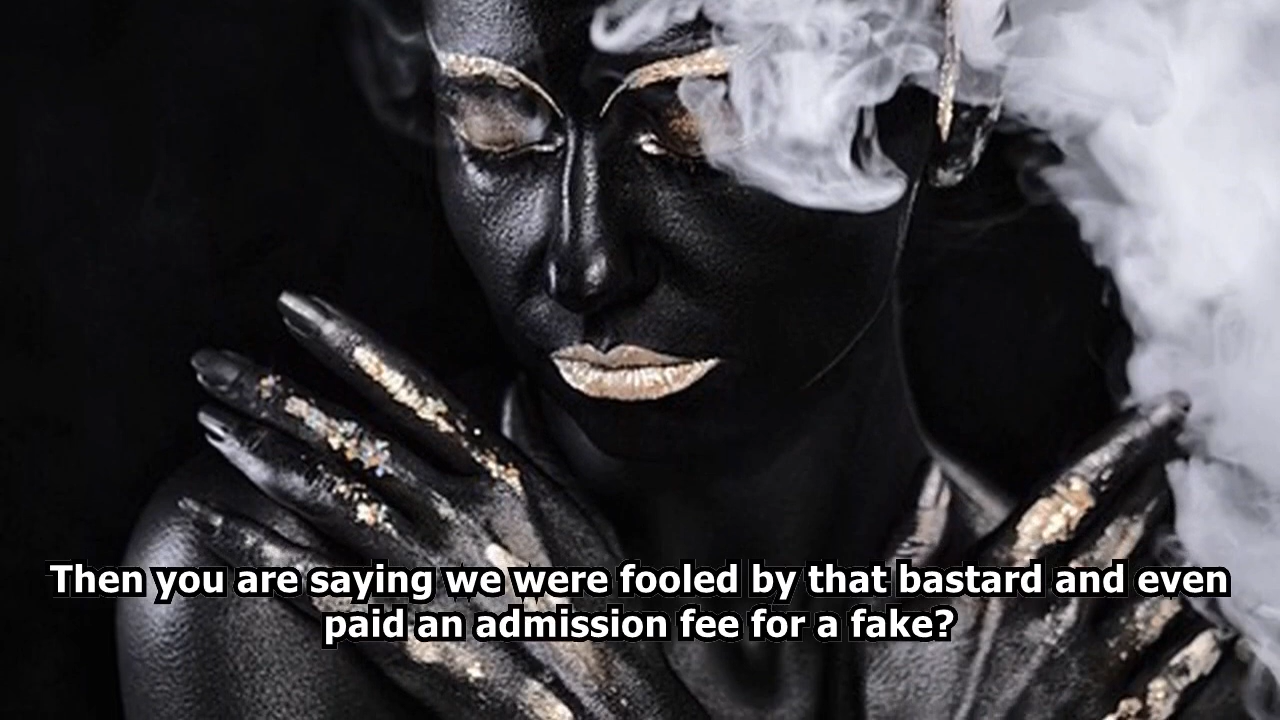 Then you are saying we were fooled by that bastard and even
paid an admission fee for a fake?